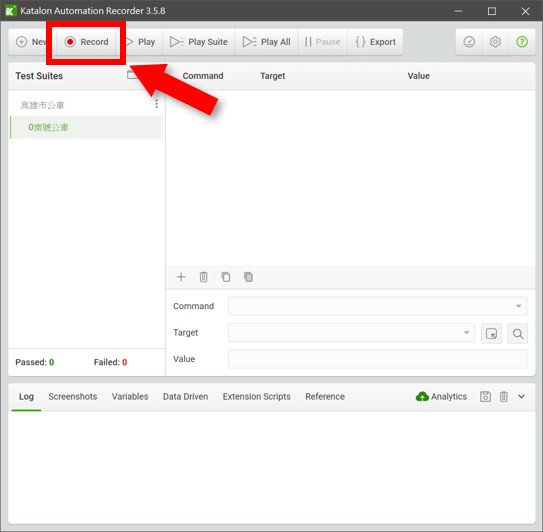 Katalon Automation Recorder 3.5.8
New Record Play Play Suite Play All Pause Export
Test Suites Command Target Value
高雄市公車
0南號公車
Command
Target
Value
Passed: 0 Failed: 0
Log Screenshots Variables Data Driven Extension Scripts Reference Analytics